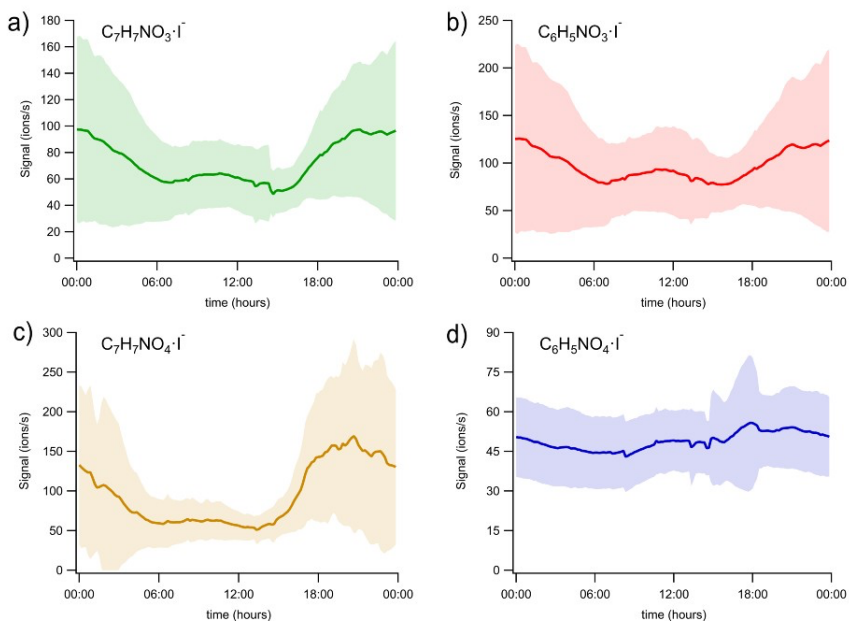 a)
C₇H₇NO₃·I⁻
Signal (ions/s)
180
160
140
120
100
80
60
40
20
0
00:00 06:00 12:00 18:00 00:00
time (hours)
b)
C₆H₅NO₃·I⁻
Signal (ions/s)
250
200
150
100
50
0
00:00 06:00 12:00 18:00 00:00
time (hours)
c)
C₇H₇NO₄·I⁻
Signal (ions/s)
300
250
200
150
100
50
0
00:00 06:00 12:00 18:00 00:00
time (hours)
d)
C₆H₅NO₄·I⁻
Signal (ions/s)
90
75
60
45
30
15
0
00:00 06:00 12:00 18:00 00:00
time (hours)